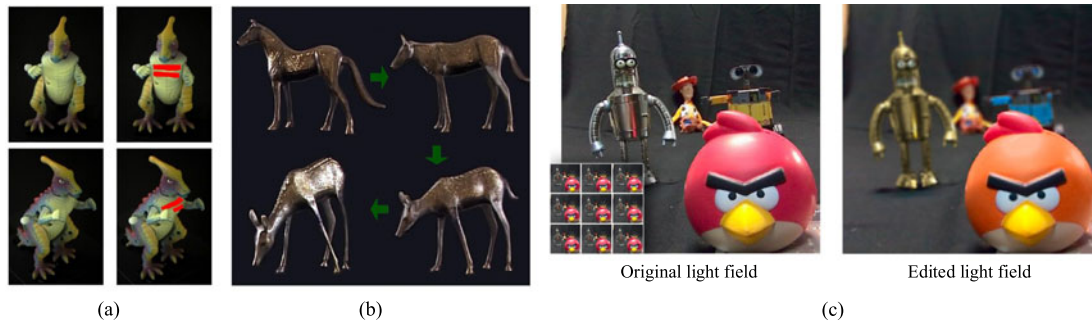 Original light field
Edited light field
(a)
(b)
(c)